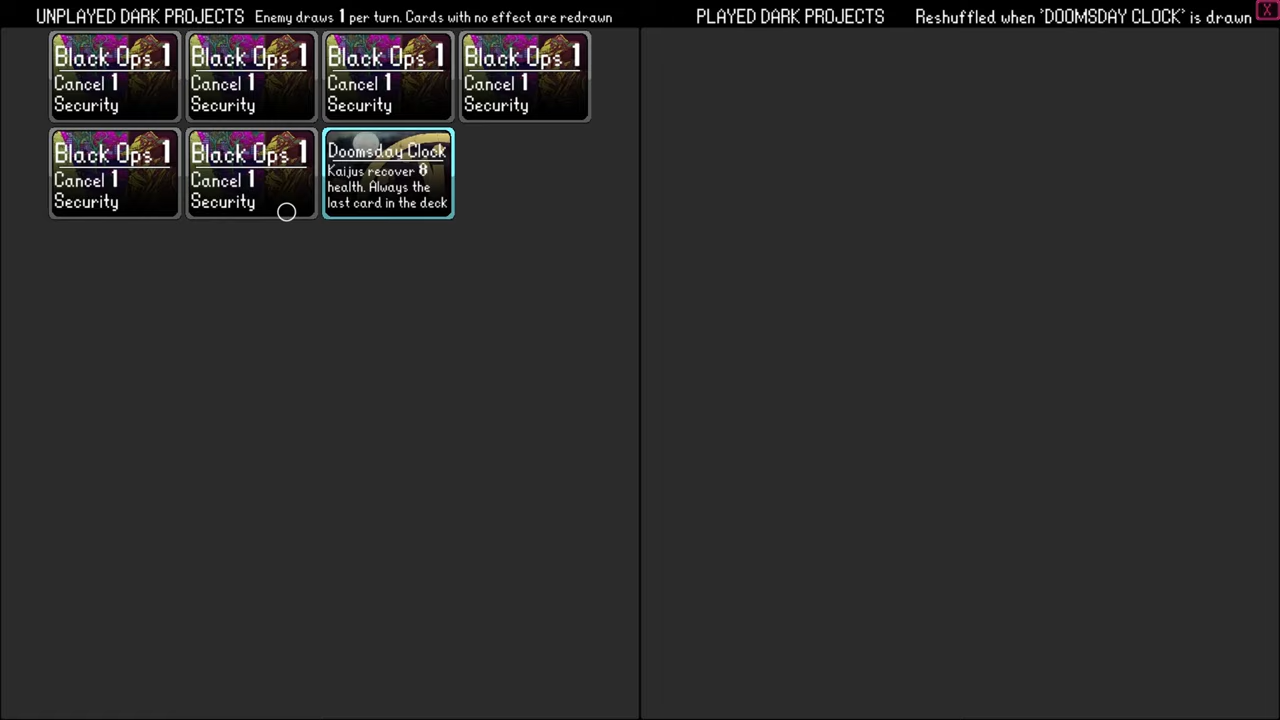 UNPLAYED DARK PROJECTS Enemy draws 1 per turn. Cards with no effect are redrawn
PLAYED DARK PROJECTS Reshuffled when 'DOOMSDAY CLOCK' is drawn X
Black Ops 1
Cancel 1
Security
Black Ops 1
Cancel 1
Security
Black Ops 1
Cancel 1
Security
Black Ops 1
Cancel 1
Security
Black Ops 1
Cancel 1
Security
Black Ops 1
Cancel 1
Security
Doomsday Clock
Kaijus recover 8
health. Always the
last card in the deck